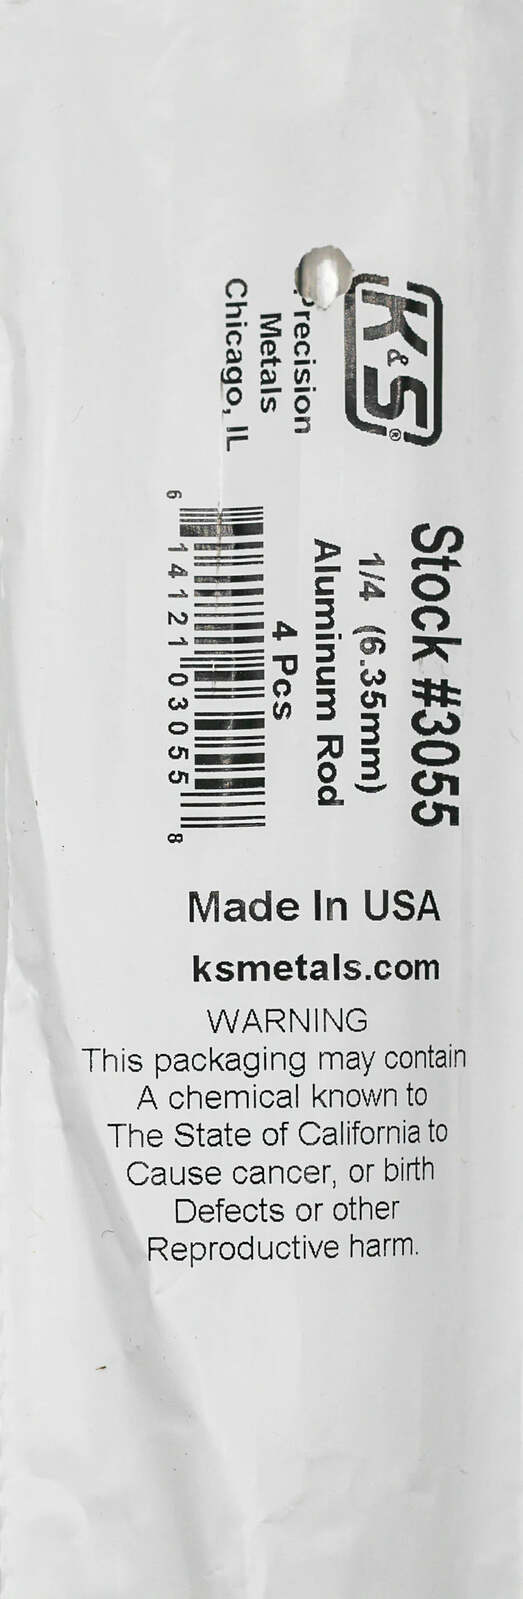 K&S®
Precision
Metals
Chicago, IL
Stock #3055
1/4 (6.35mm)
Aluminum Rod
4 Pcs
6 14121 03055 8
Made In USA
ksmetals.com
WARNING
This packaging may contain
A chemical known to
The State of California to
Cause cancer, or birth
Defects or other
Reproductive harm.